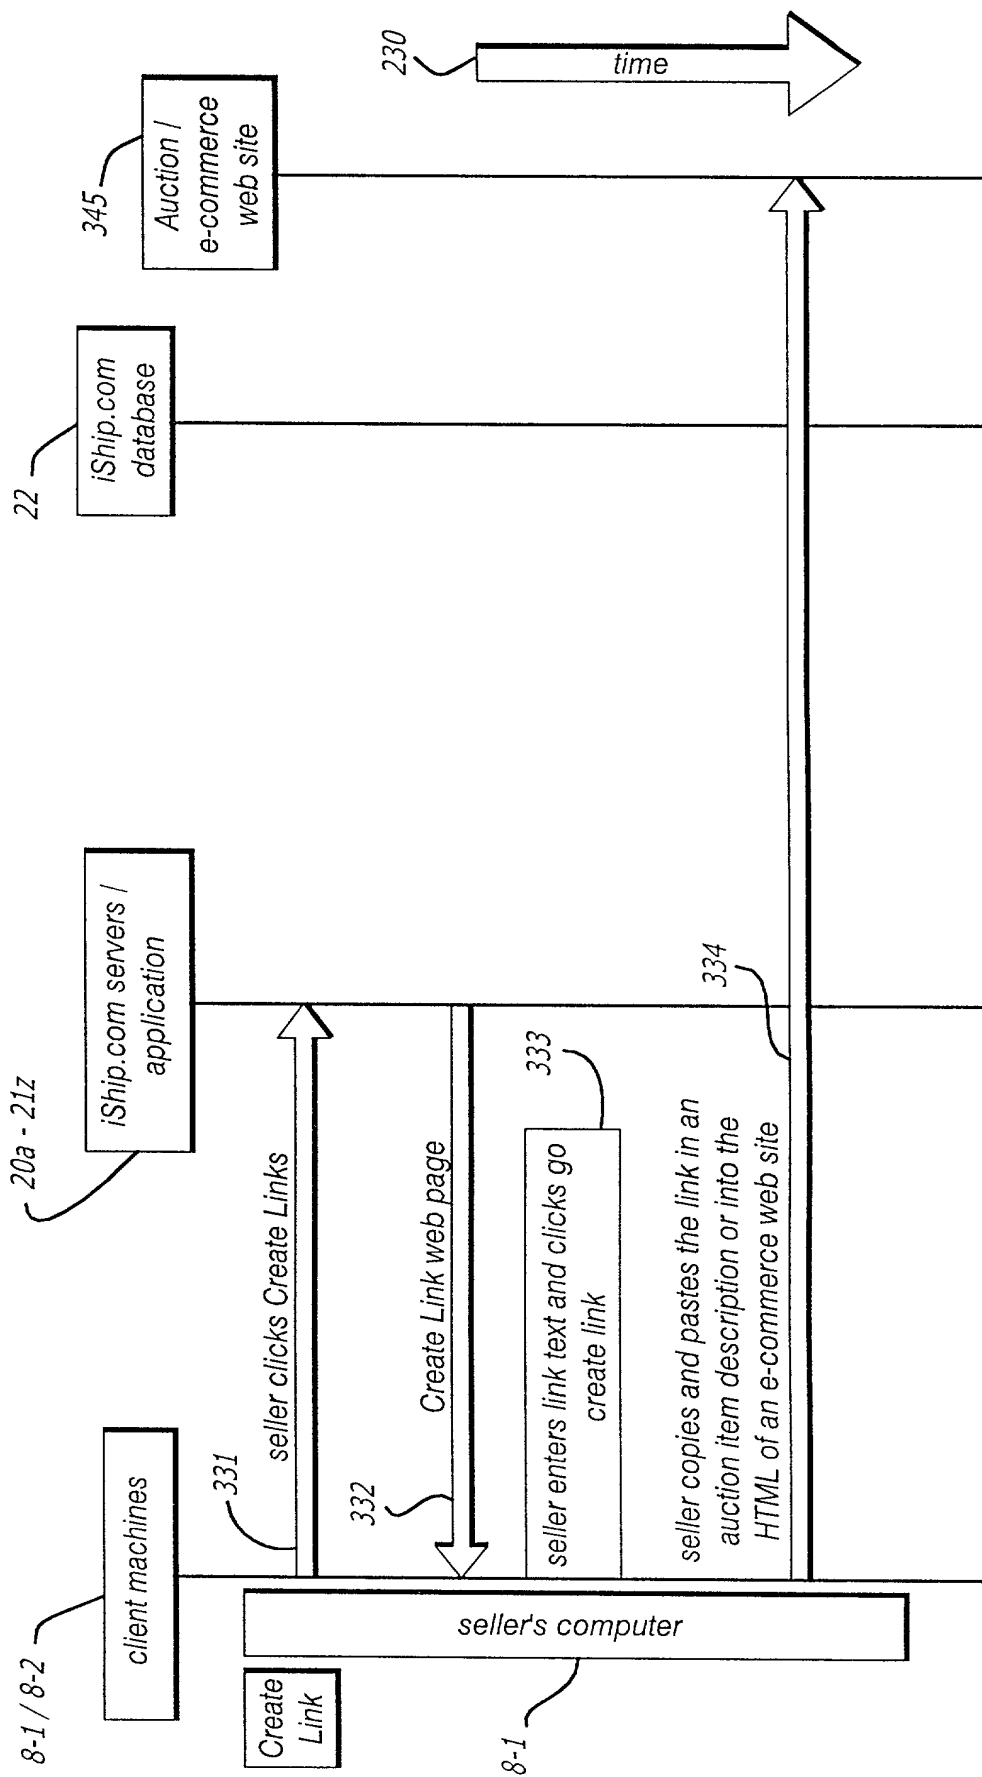 8-1 / 8-2
client machines
20a - 21z
iShip.com servers /
application
22
iShip.com
database
345
Auction /
e-commerce
web site
230
time
Create
Link
seller's computer
8-1
331
seller clicks Create Links
332
Create Link web page
333
seller enters link text and clicks go
create link
334
seller copies and pastes the link in an
auction item description or into the
HTML of an e-commerce web site